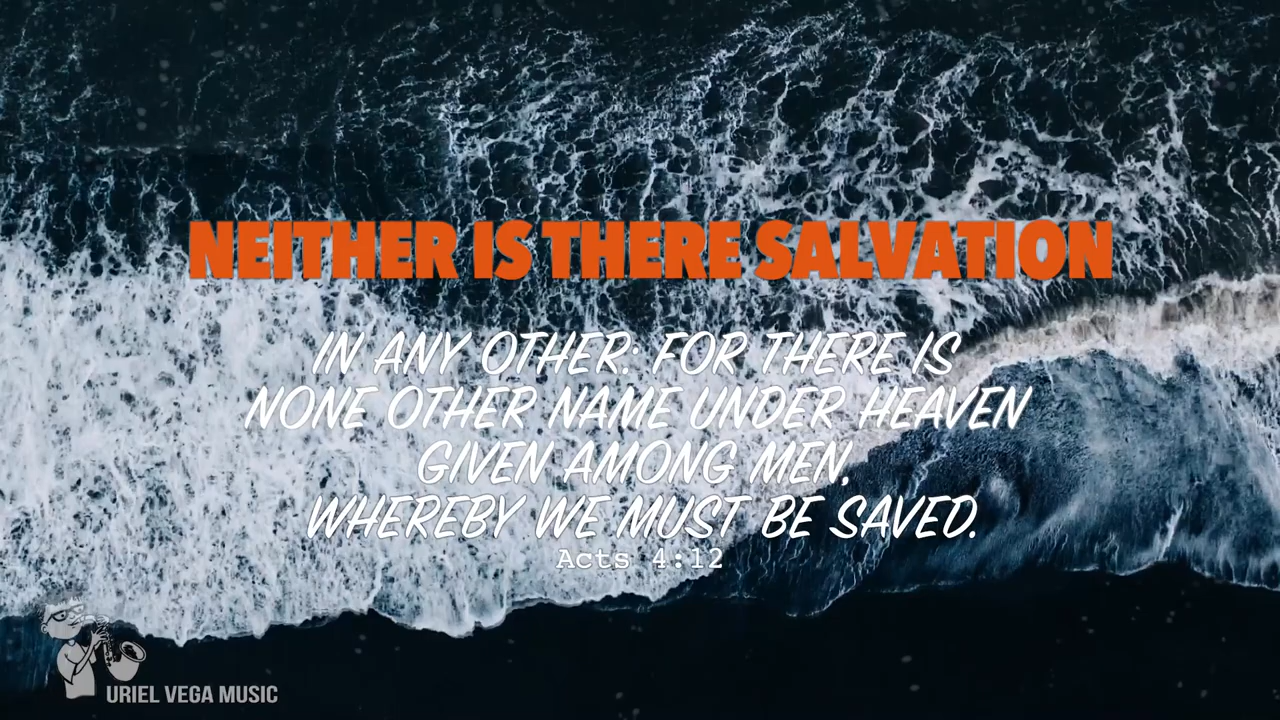 NEITHER IS THERE SALVATION
IN ANY OTHER: FOR THERE IS
NONE OTHER NAME UNDER HEAVEN
GIVEN AMONG MEN,
WHEREBY WE MUST BE SAVED.
Acts 4:12
URIEL VEGA MUSIC